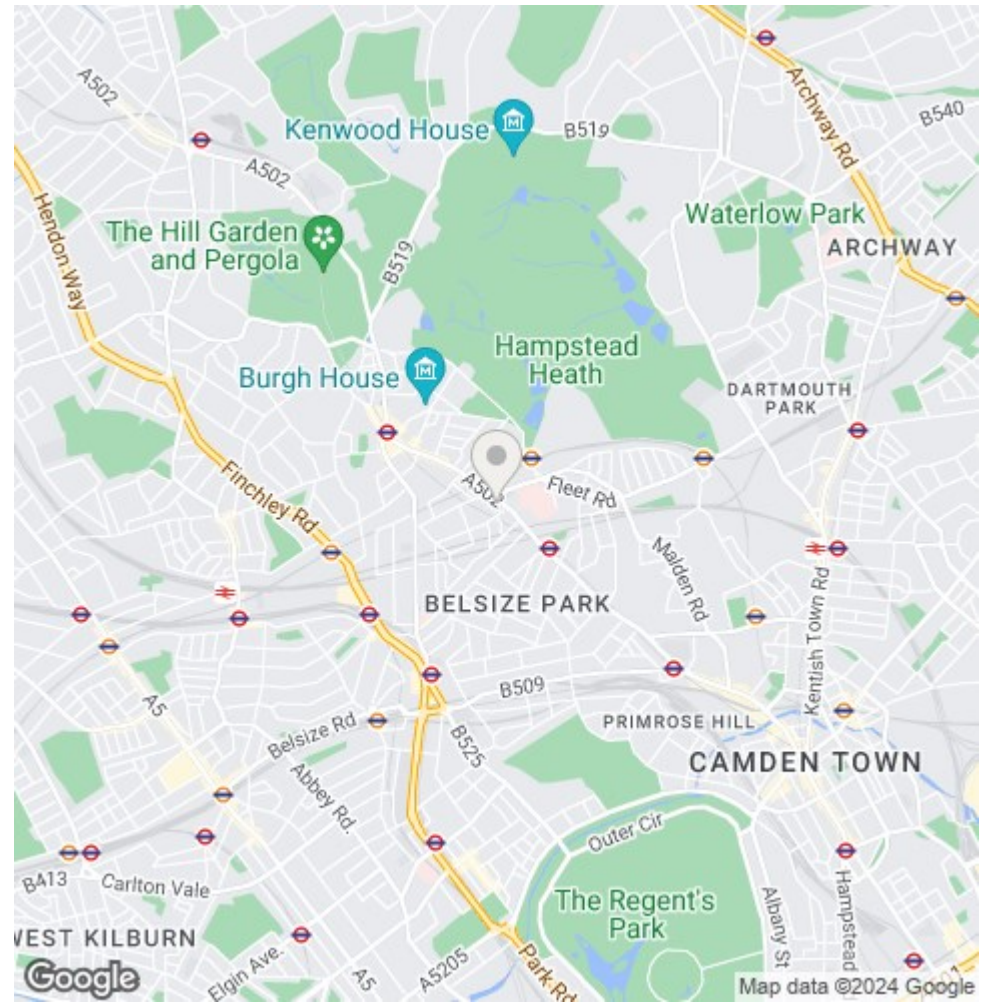 A502
Archway Rd
B540
Kenwood House
B519
A502
Hendon Way
Waterlow Park
The Hill Garden
and Pergola
B519
ARCHWAY
Hampstead
Heath
Burgh House
DARTMOUTH
PARK
A502
Fleet Rd
Finchley Rd
Malden Rd
BELSIZE PARK
Kentish Town Rd
B509
A5
PRIMROSE HILL
Belsize Rd
B525
CAMDEN TOWN
Abbey Rd.
Outer Cir
B413
Carlton Vale
The Regent's
Park
Albany St
Hampstead
WEST KILBURN
Elgin Ave.
A5
A5205
Park Rd
Google
Map data ©2024 Google